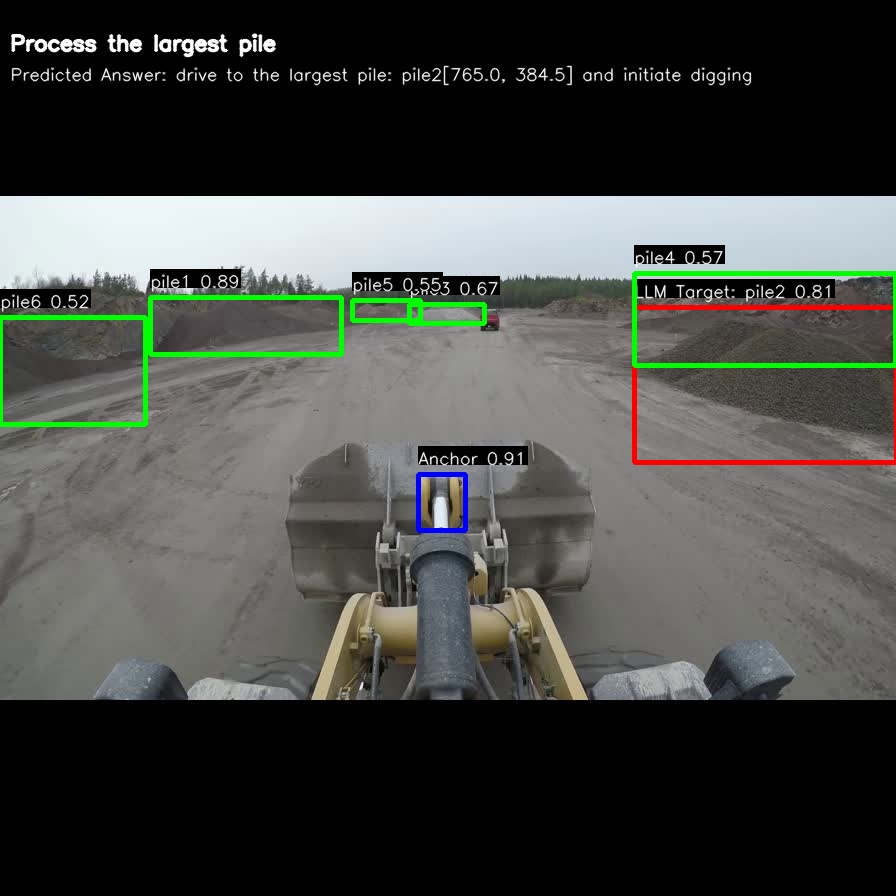 Process the largest pile
Predicted Answer: drive to the largest pile: pile2[765.0, 384.5] and initiate digging
pile4 0.57
pile1 0.89
pile5 0.55
0.67
LLM Target: pile2 0.81
pile6 0.52
Anchor 0.91